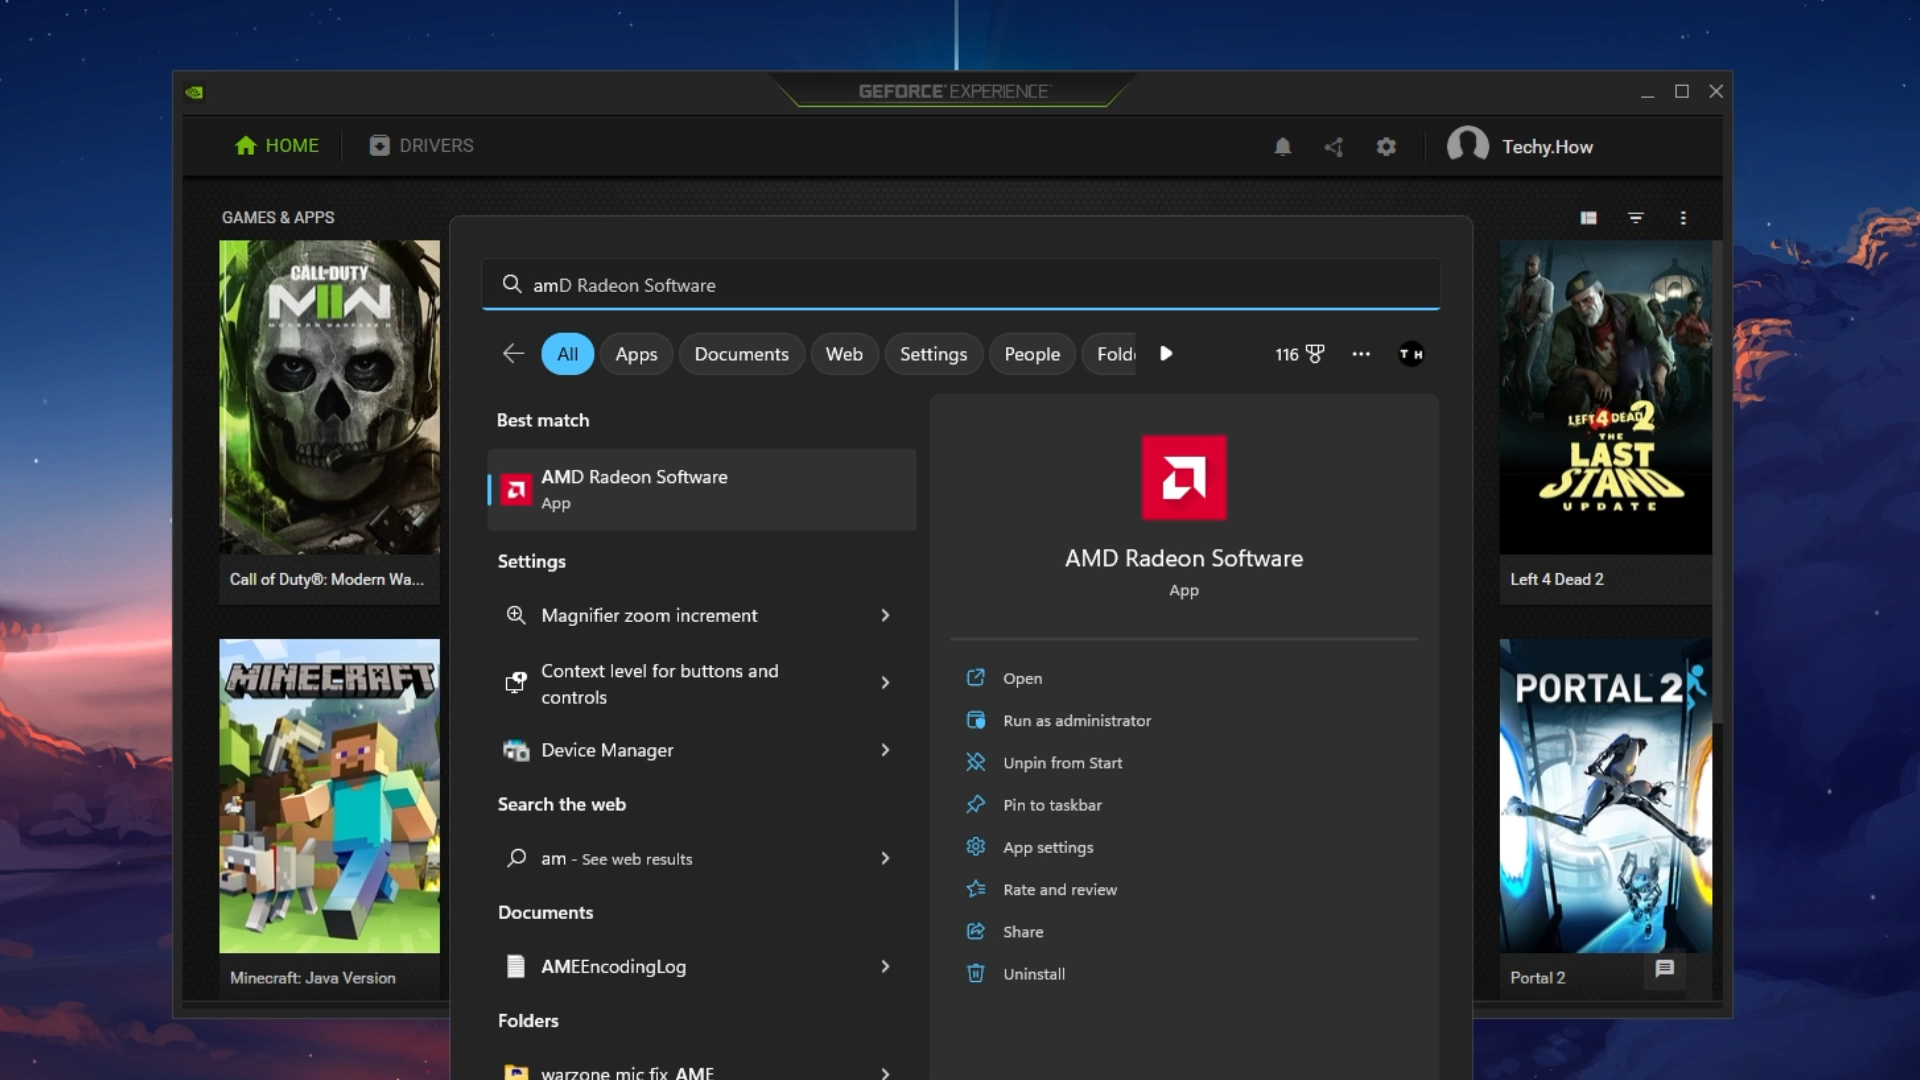 GEFORCE EXPERIENCE
HOME
DRIVERS
Techy.How
GAMES & APPS
CALL OF DUTY
MW
MODERN WARFARE II
Call of Duty®: Modern Wa...
MINECRAFT
Minecraft: Java Version
amD Radeon Software
All
Apps
Documents
Web
Settings
People
Folde
116
T H
Best match
AMD Radeon Software
App
Settings
Magnifier zoom increment
Context level for buttons and
controls
Device Manager
Search the web
am - See web results
Documents
AMEEncodingLog
Folders
warzone mic fix AME
AMD Radeon Software
App
Open
Run as administrator
Unpin from Start
Pin to taskbar
App settings
Rate and review
Share
Uninstall
LEFT 4 DEAD 2
THE
LAST
STAND
UPDATE
Left 4 Dead 2
PORTAL 2
Portal 2